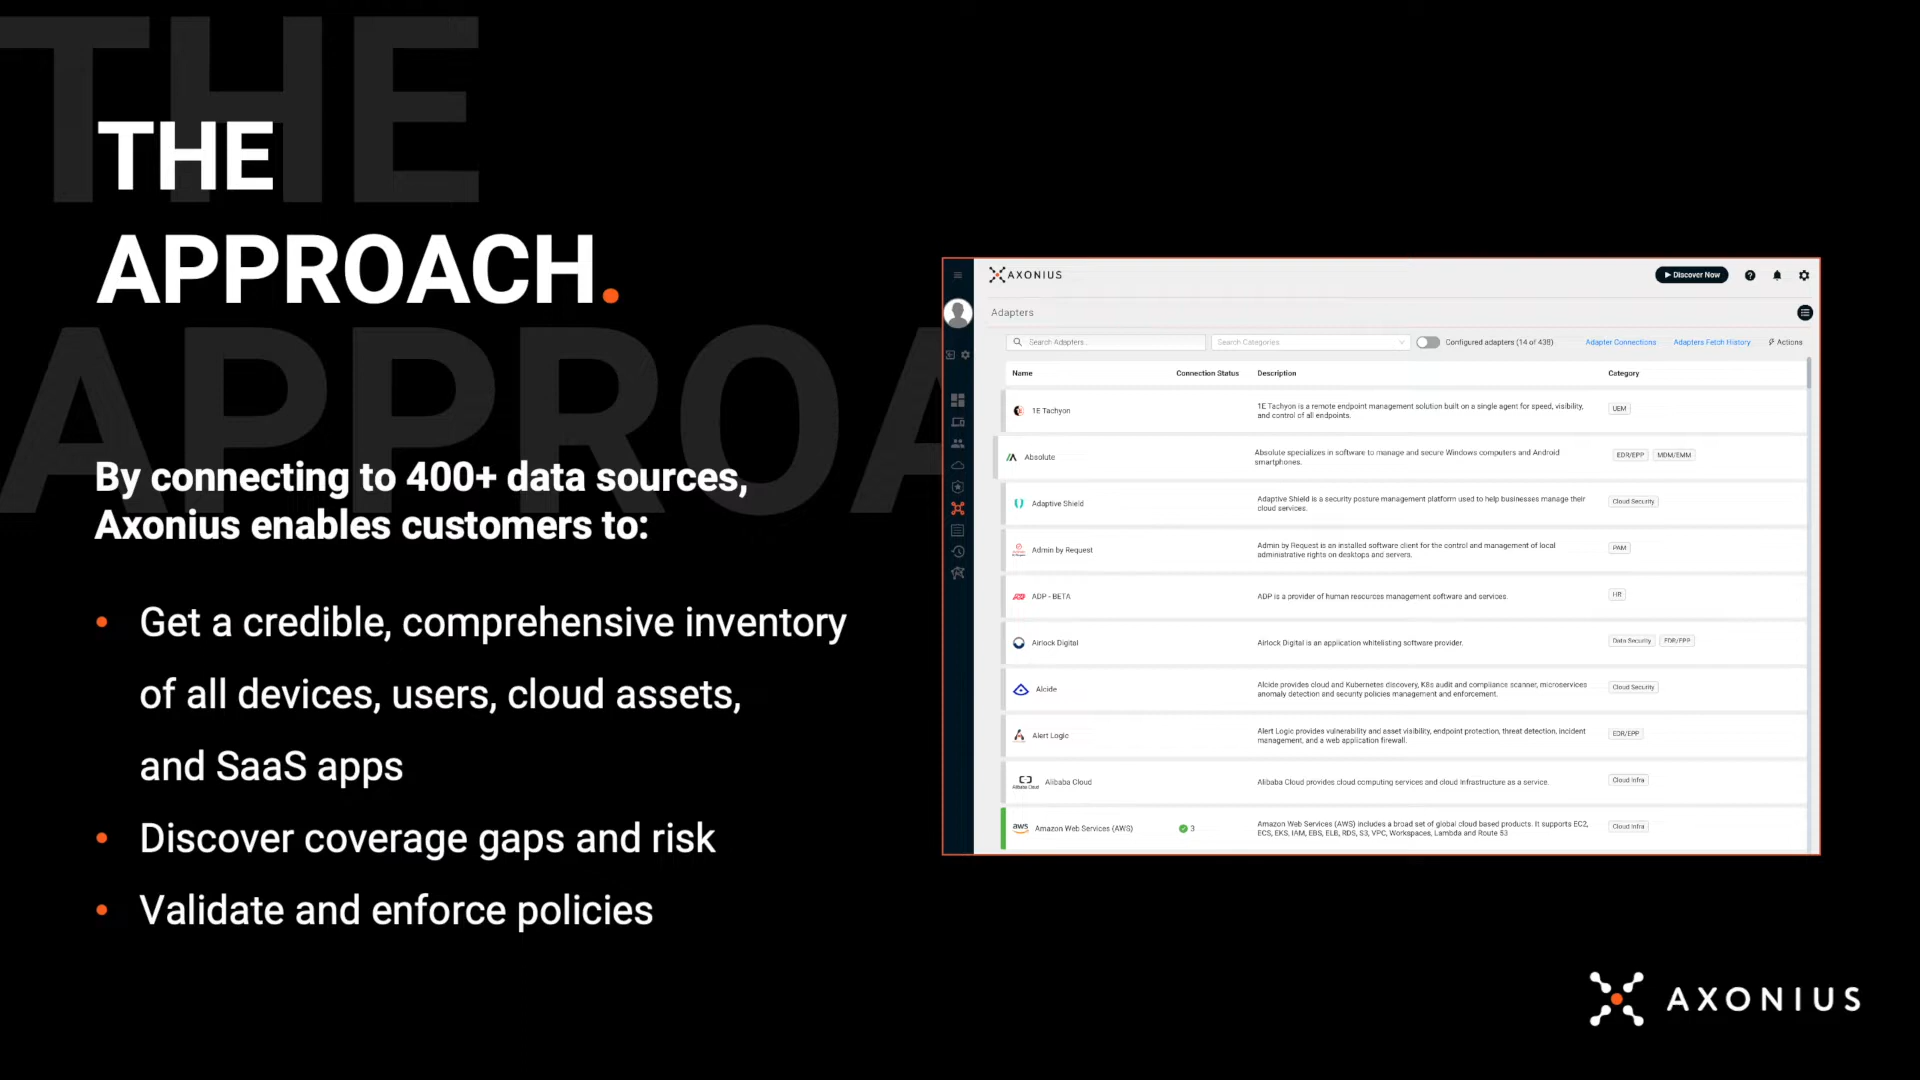 THE
APPROACH.
THE
APPROA
By connecting to 400+ data sources,
Axonius enables customers to:
• Get a credible, comprehensive inventory
of all devices, users, cloud assets,
and SaaS apps
• Discover coverage gaps and risk
• Validate and enforce policies
AXONIUS
Discover Now
Adapters
Search Adapters...
Search Categories
Configured adapters (14 of 438)
Adapter Connections
Adapters Fetch History
Actions
Name Connection Status Description Category
1E Tachyon
1E Tachyon is a remote endpoint management solution built on a single agent for speed, visibility,
and control of all endpoints.
UEM
Absolute
Absolute specializes in software to manage and secure Windows computers and Android
smartphones.
EDR/EPP MDM/EMM
Adaptive Shield
Adaptive Shield is a security posture management platform used to help businesses manage their
cloud services.
Cloud Security
Admin by Request
Admin by Request is an installed software client for the control and management of local
administrative rights on desktops and servers.
PAM
ADP - BETA
ADP is a provider of human resources management software and services.
HR
Airlock Digital
Airlock Digital is an application whitelisting software provider.
Data Security EDR/EPP
Alcide
Alcide provides cloud and Kubernetes discovery, K8s audit and compliance scanner, microservices
anomaly detection and security policies management and enforcement.
Cloud Security
Alert Logic
Alert Logic provides vulnerability and asset visibility, endpoint protection, threat detection, incident
management, and a web application firewall.
EDR/EPP
Alibaba Cloud
Alibaba Cloud
Alibaba Cloud provides cloud computing services and cloud infrastructure as a service.
Cloud Infra
aws
Amazon Web Services (AWS)
3
Amazon Web Services (AWS) includes a broad set of global cloud based products. It supports EC2,
ECS, EKS, IAM, EBS, ELB, RDS, S3, VPC, Workspaces, Lambda and Route 53
Cloud Infra
AXONIUS